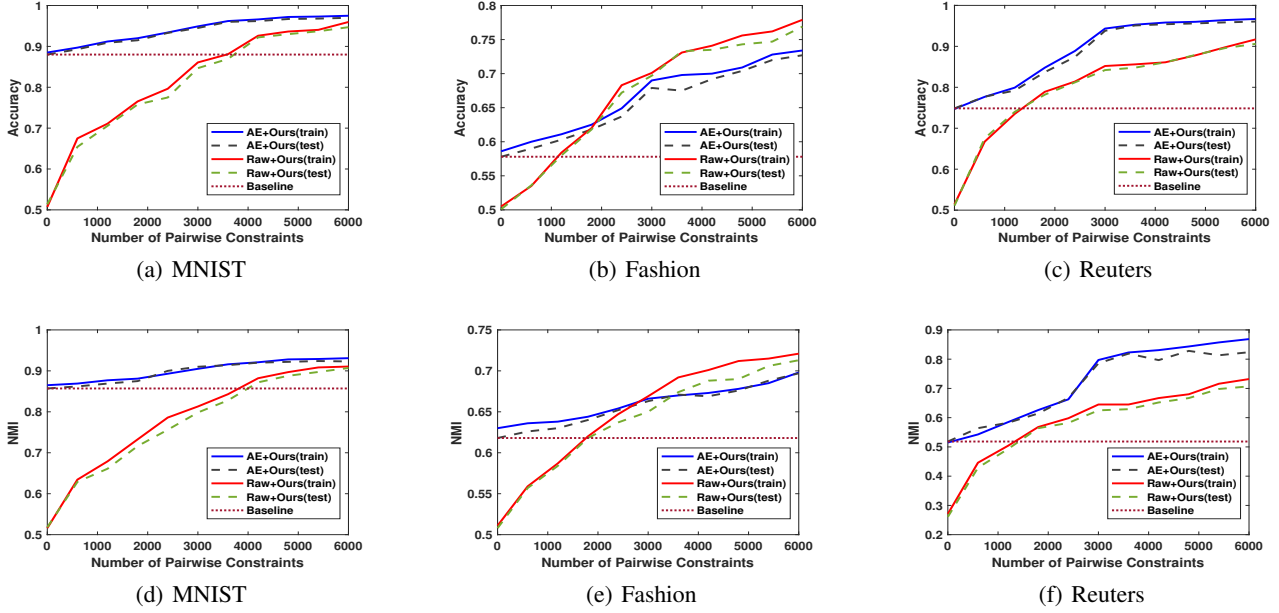 Accuracy
1
0.9
0.8
0.7
0.6
0.5
0 1000 2000 3000 4000 5000 6000
Number of Pairwise Constraints
AE+Ours(train)
AE+Ours(test)
Raw+Ours(train)
Raw+Ours(test)
Baseline
(a) MNIST
Accuracy
0.8
0.75
0.7
0.65
0.6
0.55
0.5
0 1000 2000 3000 4000 5000 6000
Number of Pairwise Constraints
AE+Ours(train)
AE+Ours(test)
Raw+Ours(train)
Raw+Ours(test)
Baseline
(b) Fashion
Accuracy
1
0.9
0.8
0.7
0.6
0.5
0 1000 2000 3000 4000 5000 6000
Number of Pairwise Constraints
AE+Ours(train)
AE+Ours(test)
Raw+Ours(train)
Raw+Ours(test)
Baseline
(c) Reuters
NMI
1
0.9
0.8
0.7
0.6
0.5
0 1000 2000 3000 4000 5000 6000
Number of Pairwise Constraints
AE+Ours(train)
AE+Ours(test)
Raw+Ours(train)
Raw+Ours(test)
Baseline
(d) MNIST
NMI
0.75
0.7
0.65
0.6
0.55
0.5
0 1000 2000 3000 4000 5000 6000
Number of Pairwise Constraints
AE+Ours(train)
AE+Ours(test)
Raw+Ours(train)
Raw+Ours(test)
Baseline
(e) Fashion
NMI
0.9
0.8
0.7
0.6
0.5
0.4
0.3
0.2
0 1000 2000 3000 4000 5000 6000
Number of Pairwise Constraints
AE+Ours(train)
AE+Ours(test)
Raw+Ours(train)
Raw+Ours(test)
Baseline
(f) Reuters